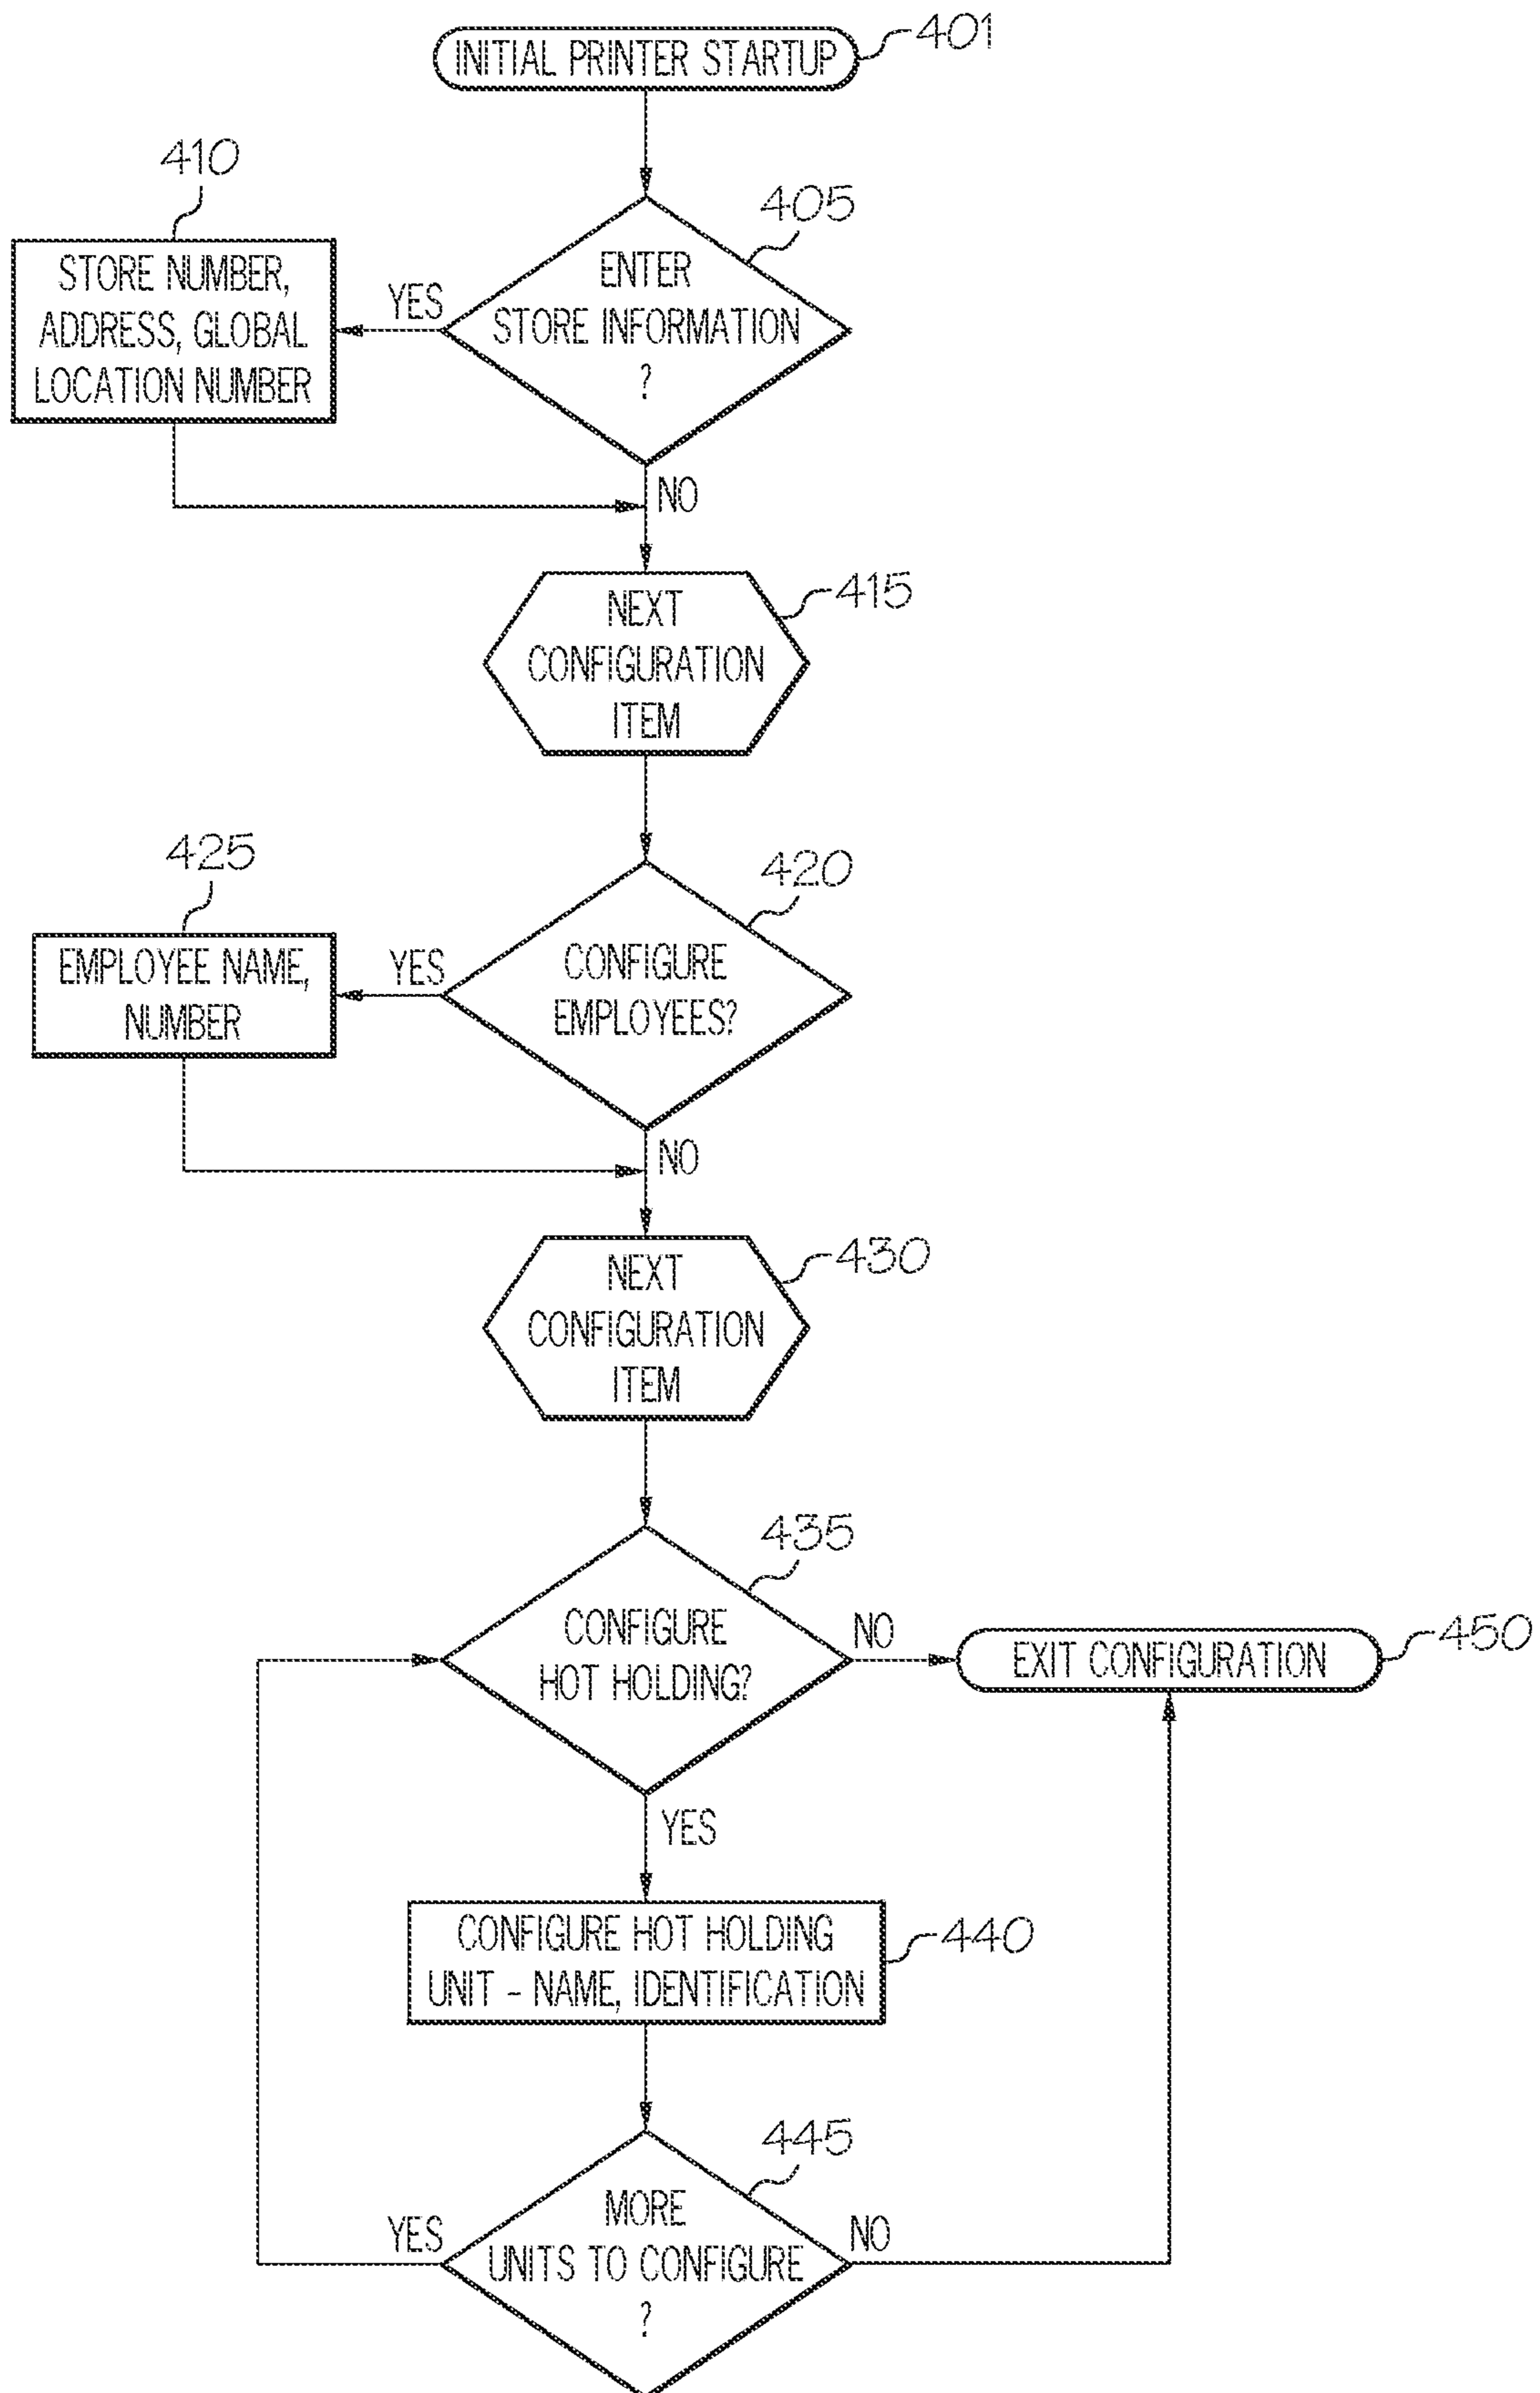 INITIAL PRINTER STARTUP
401
410
405
STORE NUMBER,
ADDRESS, GLOBAL
LOCATION NUMBER
YES
ENTER
STORE INFORMATION
?
NO
NEXT
CONFIGURATION
ITEM
415
425
420
EMPLOYEE NAME,
NUMBER
YES
CONFIGURE
EMPLOYEES?
NO
NEXT
CONFIGURATION
ITEM
430
435
CONFIGURE
HOT HOLDING?
NO
EXIT CONFIGURATION
450
YES
CONFIGURE HOT HOLDING
UNIT - NAME, IDENTIFICATION
440
445
YES
MORE
UNITS TO CONFIGURE
?
NO